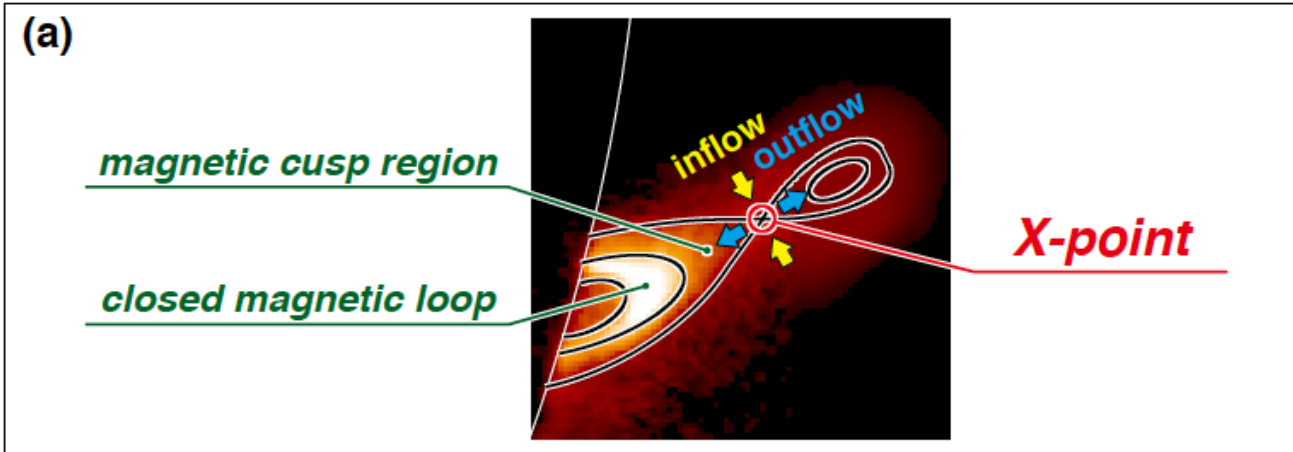 (a)
magnetic cusp region
closed magnetic loop
inflow
outflow
X-point